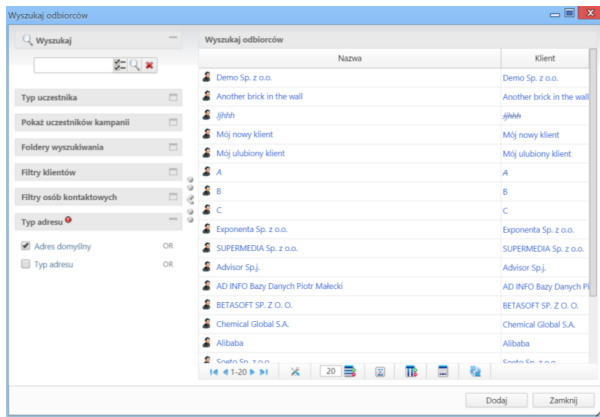 Wyszukaj odbiorców
Wyszukaj
Typ uczestnika
Pokaż uczestników kampanii
Foldery wyszukiwania
Filtry klientów
Filtry osób kontaktowych
Typ adresu
Adres domyślny OR
Typ adresu OR
Wyszukaj odbiorców
Nazwa Klient
Demo Sp. z o.o. Demo Sp. z o.o.
Another brick in the wall Another brick in the wall
Jjhhh Jjhhh
Mój nowy klient Mój nowy klient
Mój ulubiony klient Mój ulubiony klient
A A
B B
C C
Exponenta Sp. z o.o. Exponenta Sp. z o.o.
SUPERMEDIA Sp. z o.o. SUPERMEDIA Sp. z o.o.
Advisor Sp.j. Advisor Sp.j.
AD INFO Bazy Danych Piotr Małecki AD INFO Bazy Danych Pi
BETASOFT SP. Z O. O. BETASOFT SP. Z O. O.
Chemical Global S.A. Chemical Global S.A.
Alibaba Alibaba
Sp. z o.o. Sp. z o.o.
1-20 20
Dodaj Zamknij